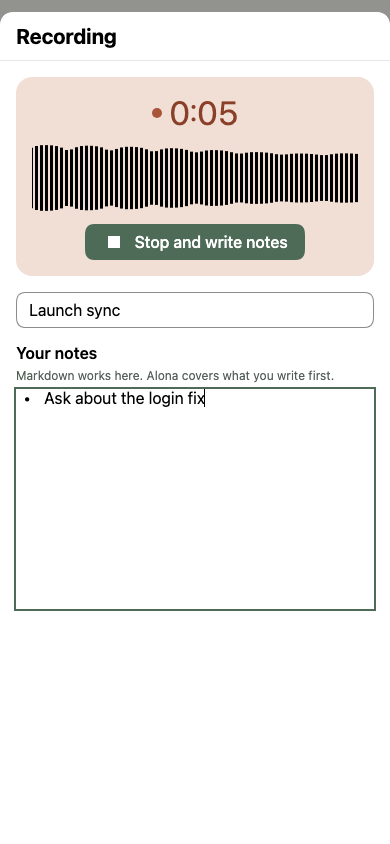 Recording
0:05
Stop and write notes
Launch sync
Your notes
Markdown works here. Alona covers what you write first.
• Ask about the login fix